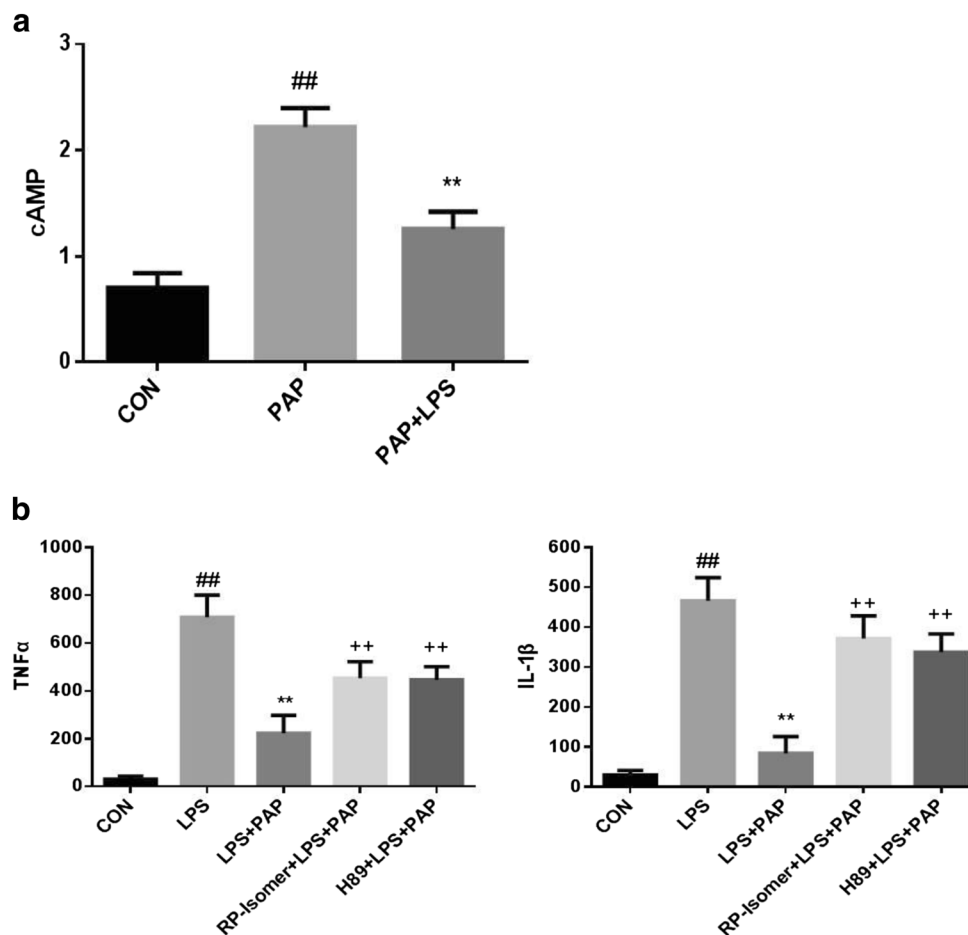 a
3
2
1
0
cAMP
##
**
CON
PAP
PAP+LPS
b
1000
800
600
400
200
0
TNFα
##
**
++
++
CON
LPS
LPS+PAP
RP-Isomer+LPS+PAP
H89+LPS+PAP
600
500
400
300
200
100
0
IL-1β
##
**
++
++
CON
LPS
LPS+PAP
RP-Isomer+LPS+PAP
H89+LPS+PAP